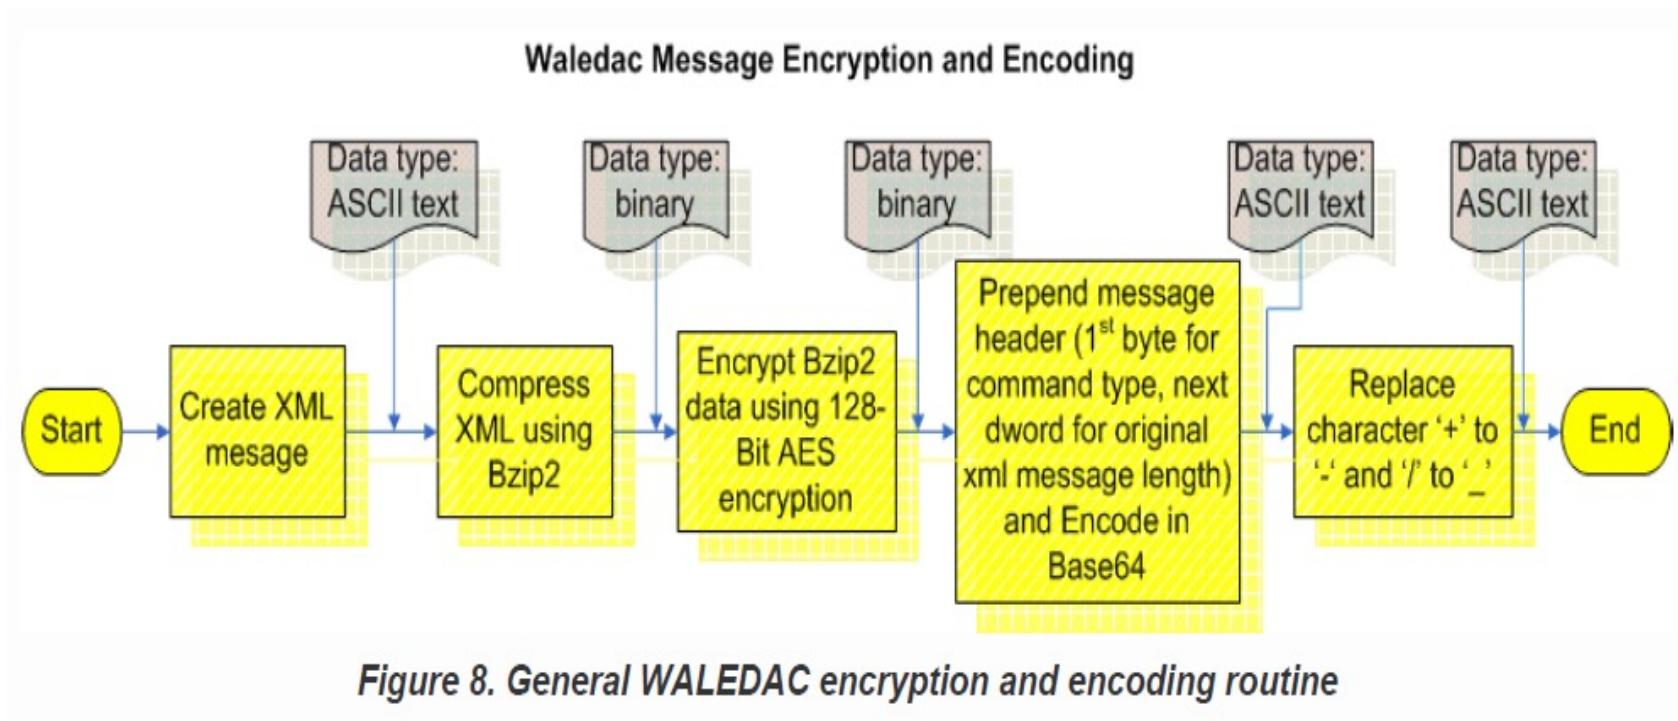 Waledac Message Encryption and Encoding
Data type:
ASCII text
Data type:
binary
Data type:
binary
Data type:
ASCII text
Data type:
ASCII text
Start
Create XML
mesage
Compress
XML using
Bzip2
Encrypt Bzip2
data using 128-
Bit AES
encryption
Prepend message
header (1st byte for
command type, next
dword for original
xml message length)
and Encode in
Base64
Replace
character ‘+’ to
‘-‘ and ‘/’ to ‘_’
End
Figure 8. General WALEDAC encryption and encoding routine